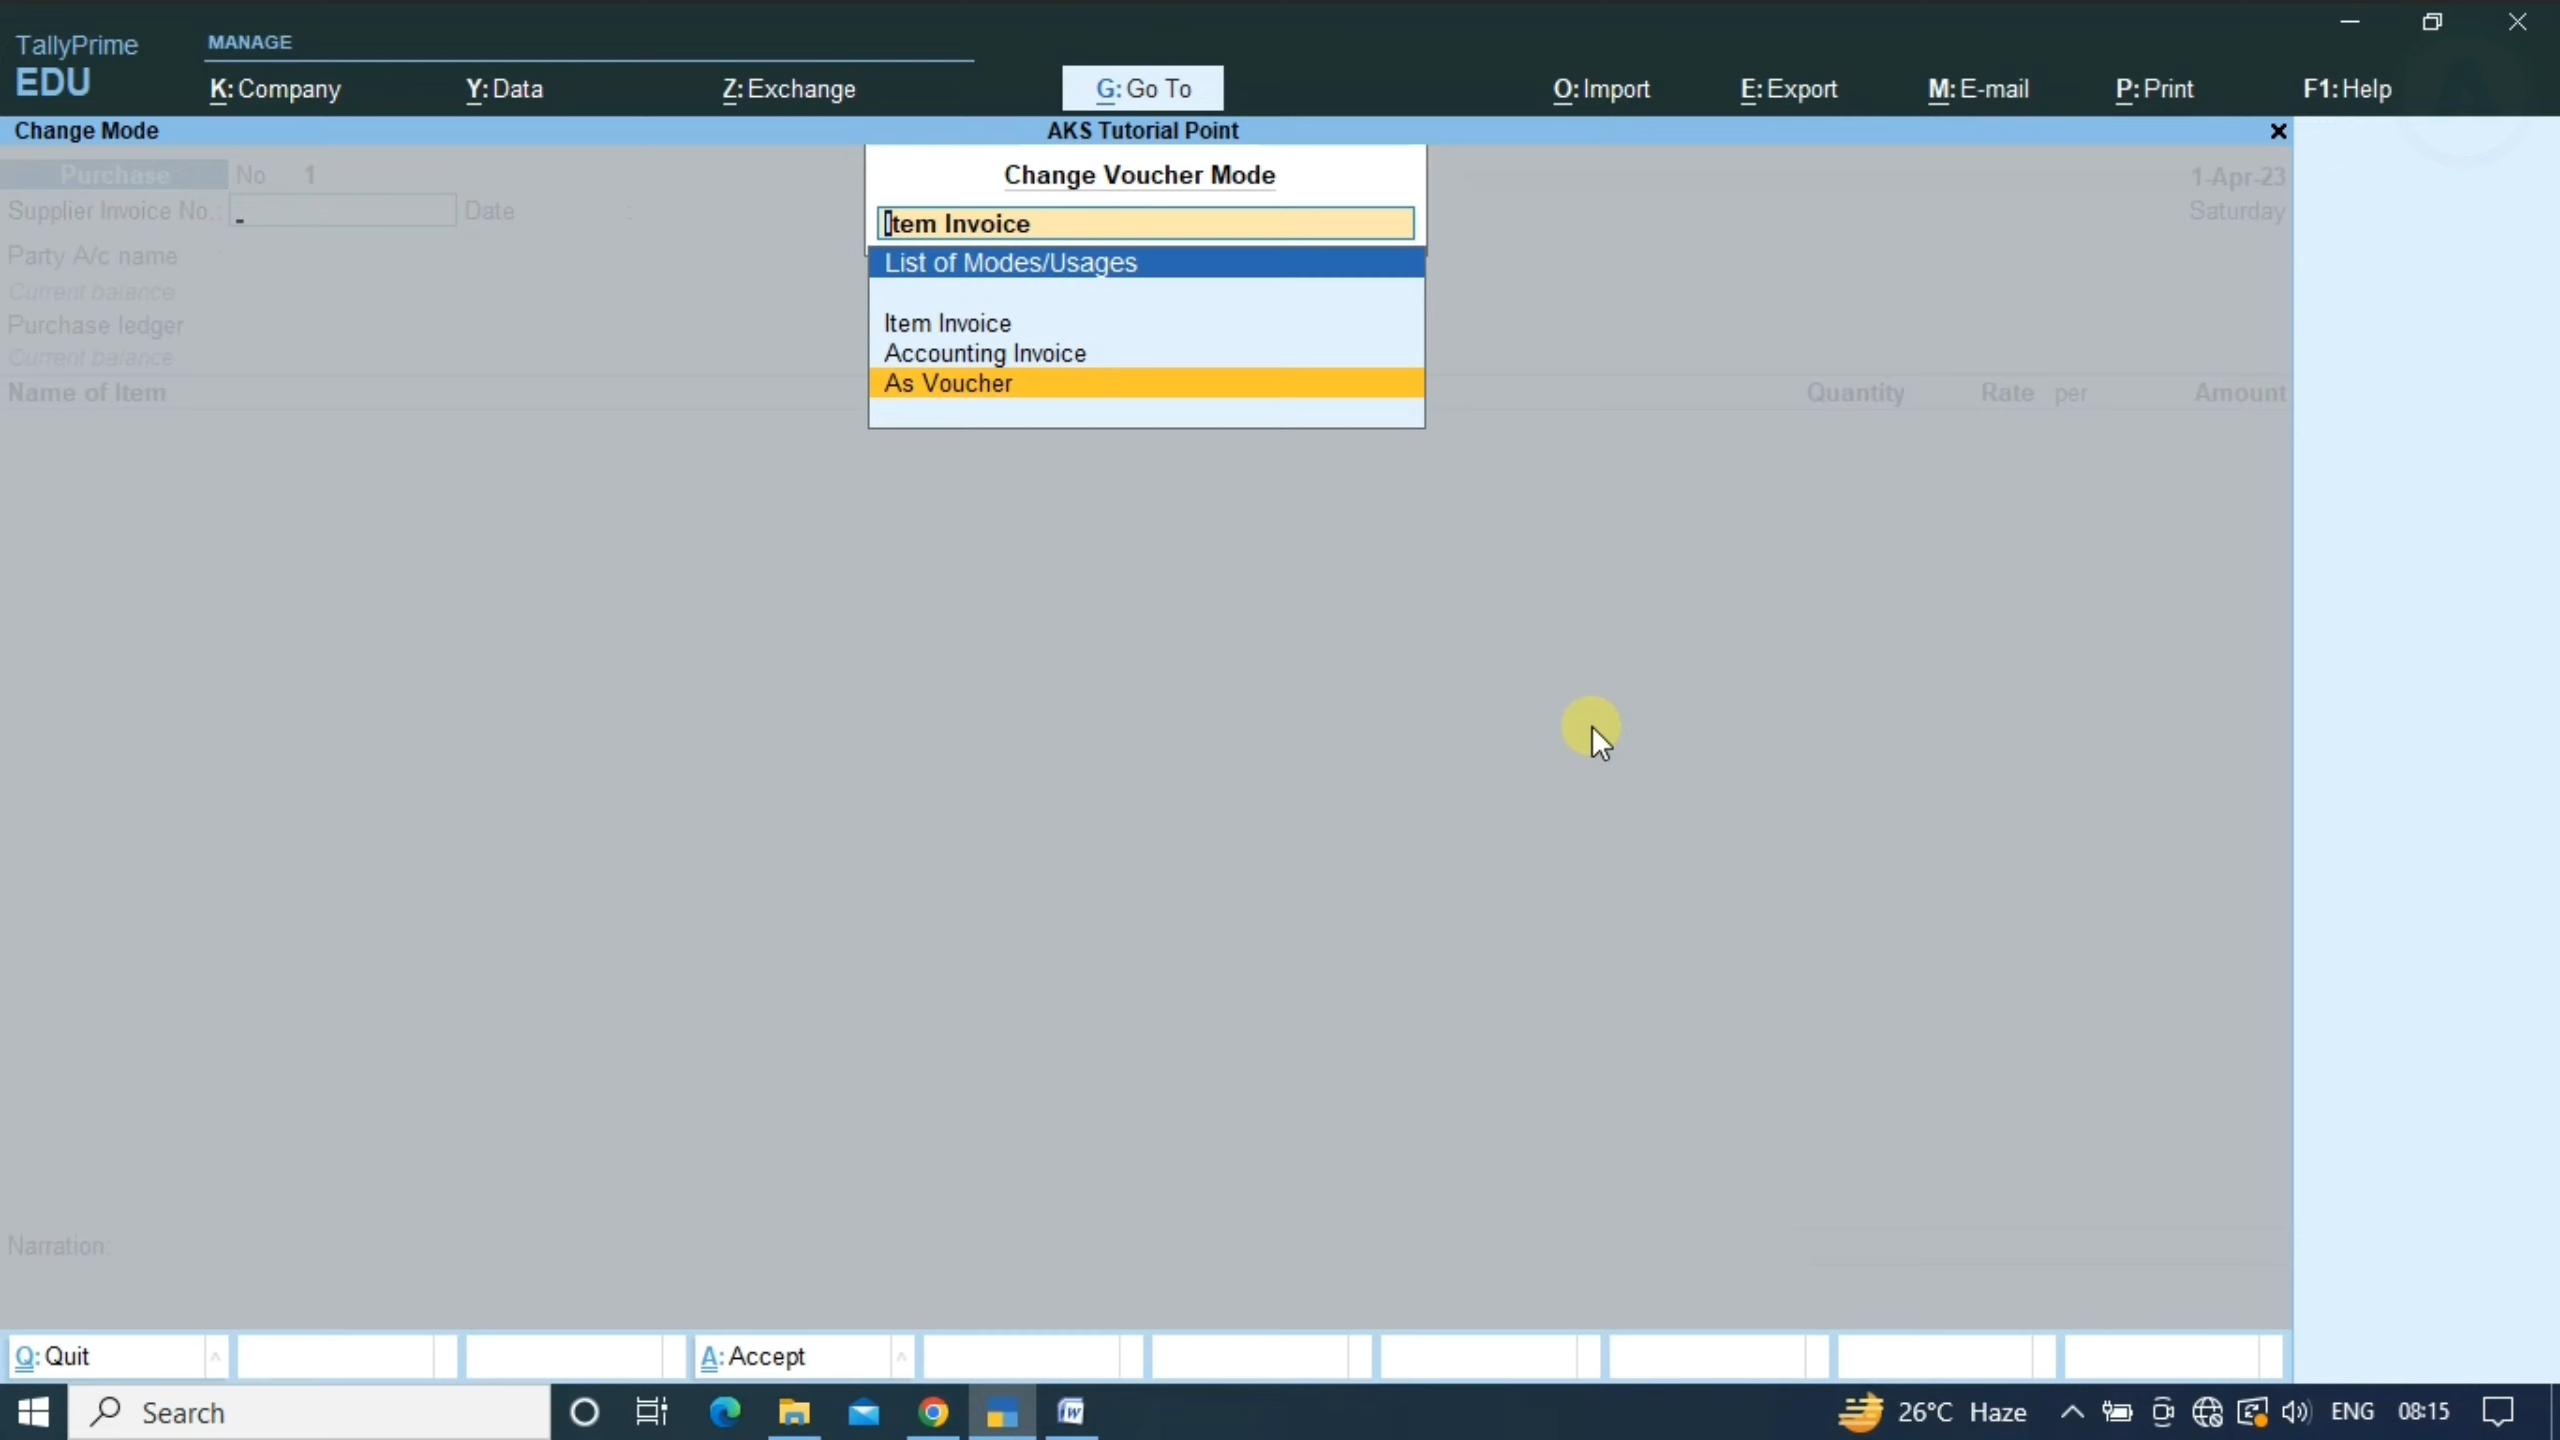 TallyPrime
EDU
MANAGE
K: Company
Y: Data
Z: Exchange
G: Go To
O: Import
E: Export
M: E-mail
P: Print
F1: Help
Change Mode
AKS Tutorial Point
Purchase No 1
1-Apr-23
Supplier Invoice No.: Date :
Saturday
Party A/c name :
Current balance
Purchase ledger
Current balance
Name of Item
Quantity Rate per Amount
Change Voucher Mode
Item Invoice
List of Modes/Usages
Item Invoice
Accounting Invoice
As Voucher
Narration:
Q: Quit
A: Accept
Search
26°C Haze
ENG
08:15